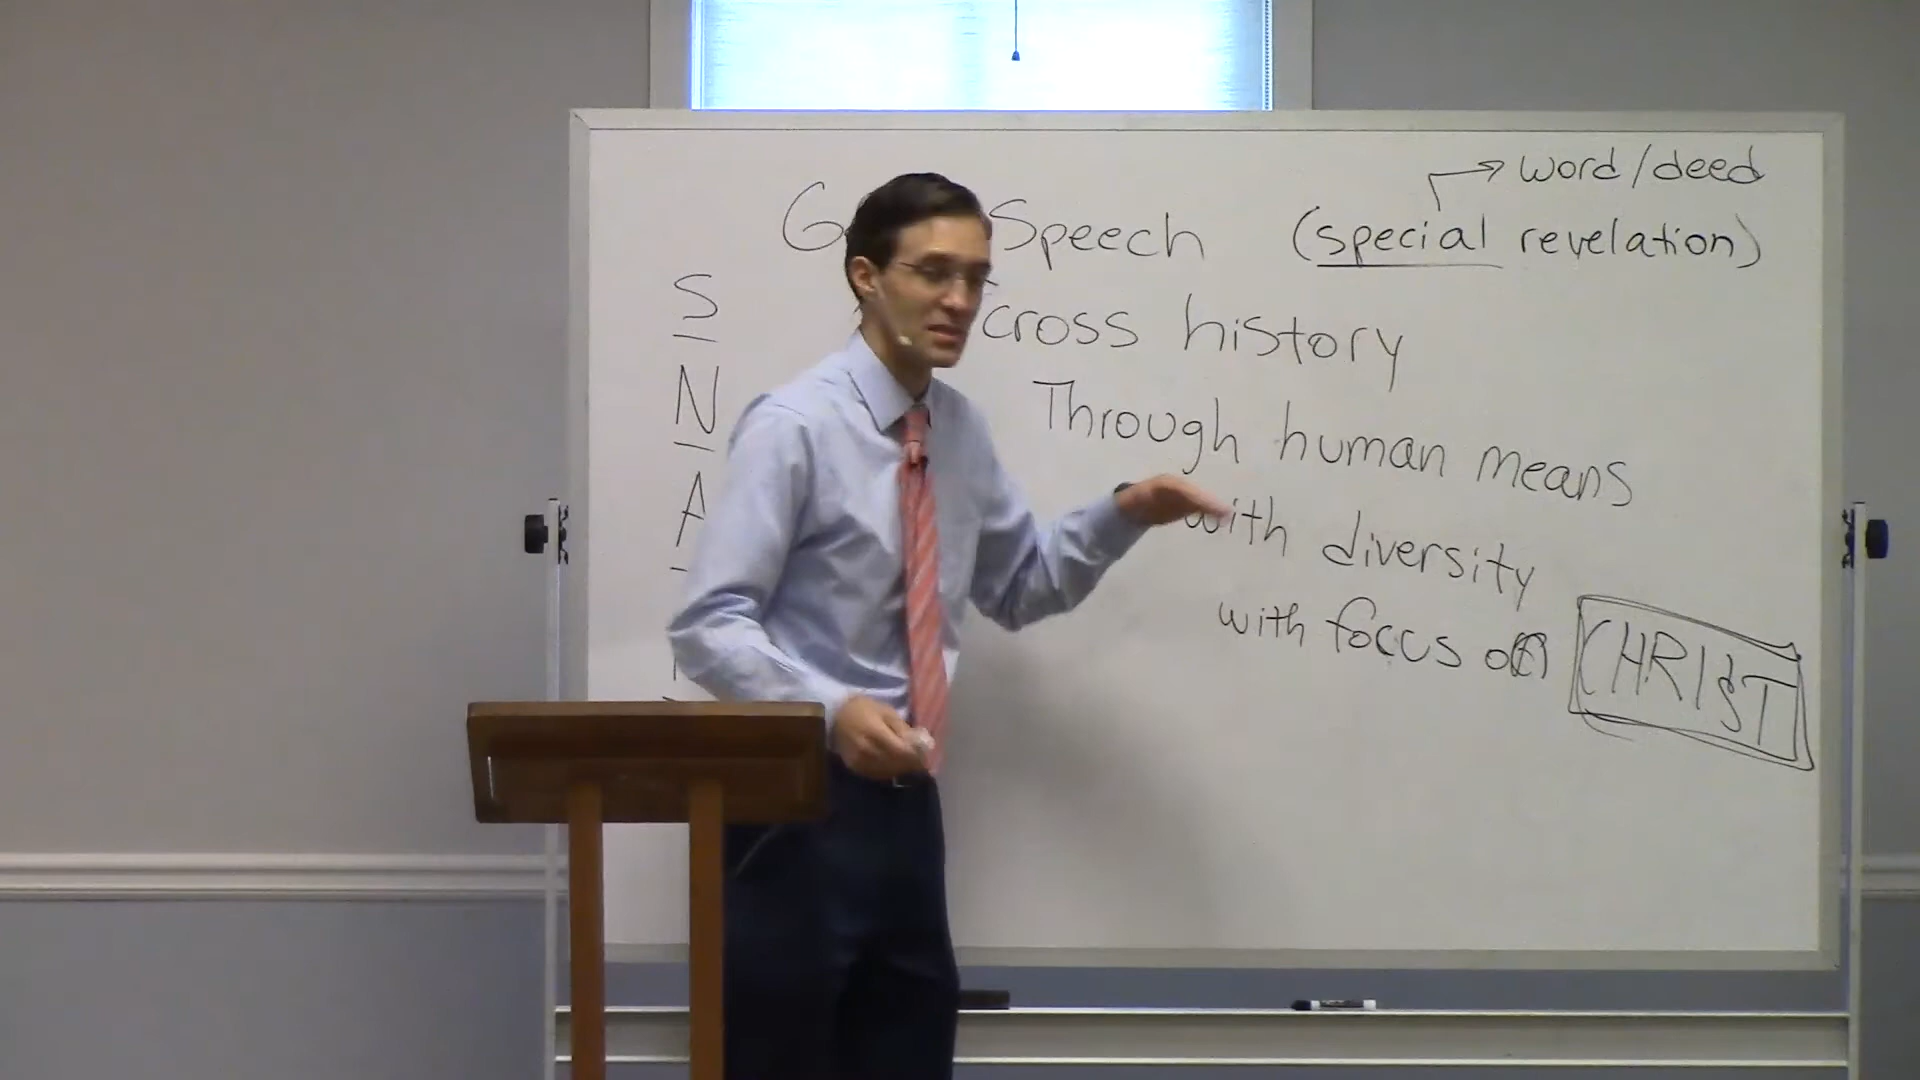 word/deed
Speech (special revelation)
S
cross history
N
Through human means
A
with diversity
with focus on CHRIST